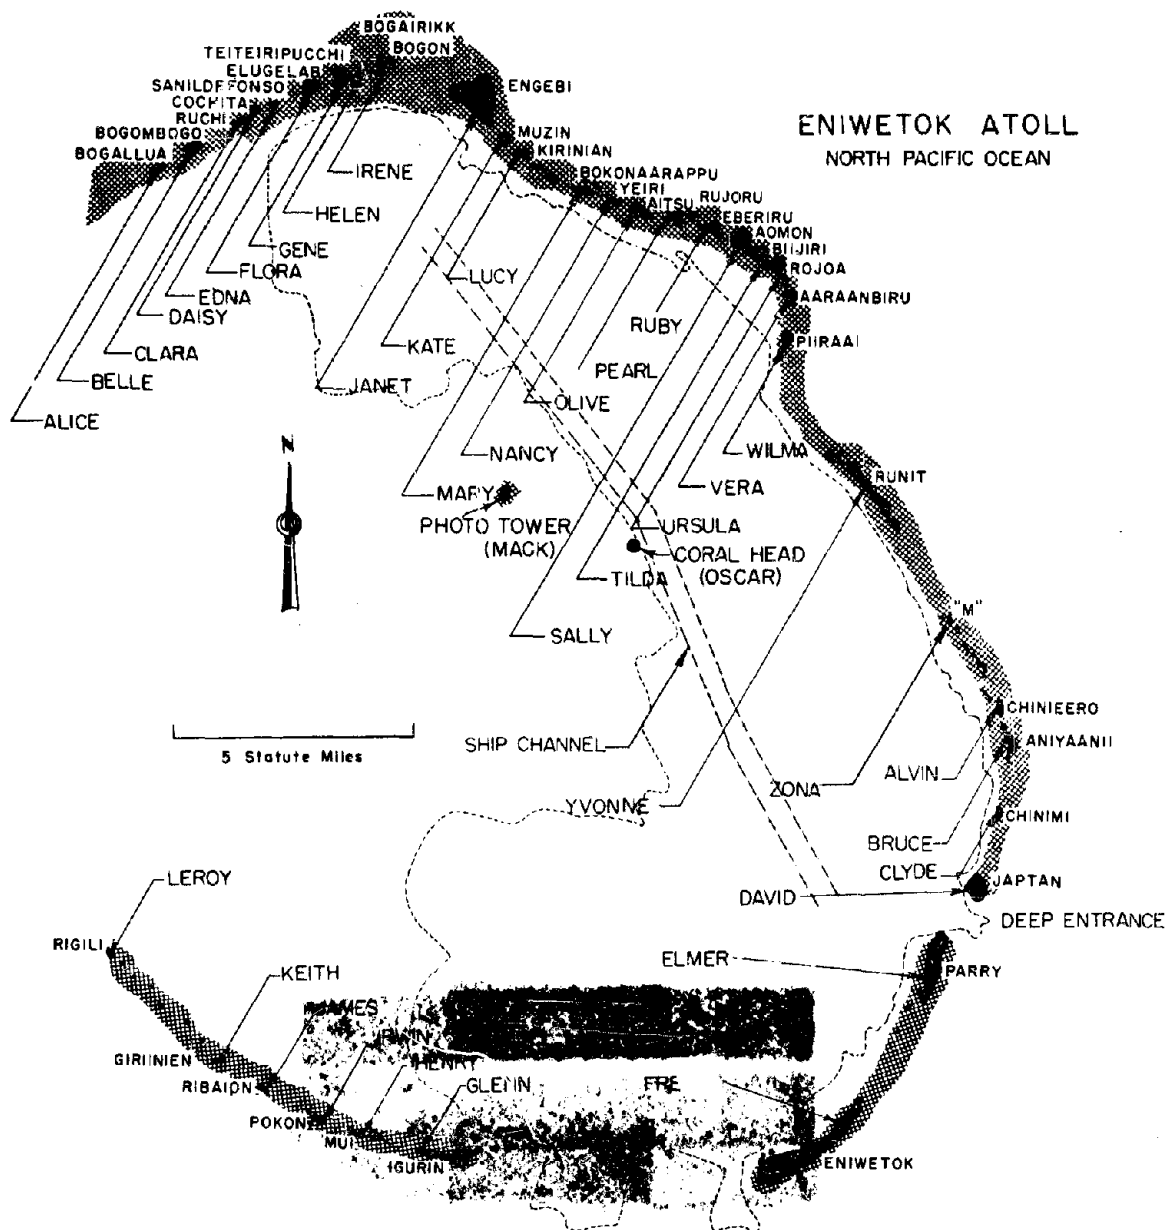 BOGAIRIKK
BOGON
TEITEIRIPUCCHI
ELUGELAB
SANILDEFONSO
COCHITA
RUCHI
BOGOMBOGO
BOGALLUA
ENGEBI
MUZIN
KIRINIAN
BOKONAARAPPU
YEIRI
AITSU
RUJORU
EBERIRU
AOMON
BIIJIRI
ROJOA
AARAANBIRU
PIIRAAI
RUNIT
ENIWETOK ATOLL
NORTH PACIFIC OCEAN
IRENE
HELEN
GENE
FLORA
EDNA
DAISY
CLARA
BELLE
ALICE
LUCY
KATE
JANET
RUBY
PEARL
OLIVE
NANCY
MARY
WILMA
VERA
URSULA
TILDA
SALLY
N
PHOTO TOWER
(MACK)
CORAL HEAD
(OSCAR)
"M"
5 Statute Miles
SHIP CHANNEL
YVONNE
ZONA
ALVIN
BRUCE
CLYDE
DAVID
CHINIEERO
ANIYAANII
CHINIMI
JAPTAN
DEEP ENTRANCE
ELMER
PARRY
LEROY
RIGILI
KEITH
JAMES
IRWIN
HENRY
GLENN
GIRIINIEN
RIBAION
POKON
MUI
IGURIN
FRE
ENIWETOK